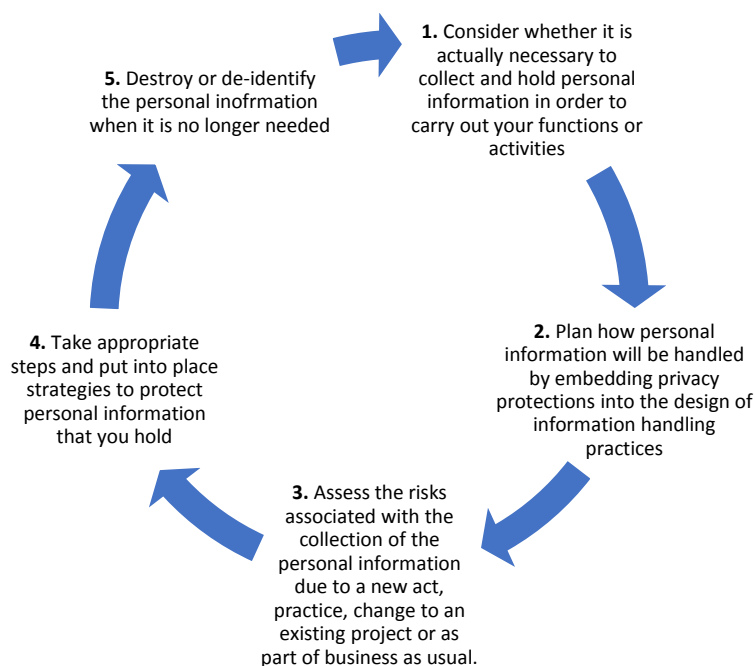 1. Consider whether it is
actually necessary to
collect and hold personal
information in order to
carry out your functions or
activities
2. Plan how personal
information will be handled
by embedding privacy
protections into the design of
information handling
practices
3. Assess the risks
associated with the
collection of the
personal information
due to a new act,
practice, change to an
existing project or as
part of business as usual.
4. Take appropriate
steps and put into place
strategies to protect
personal information
that you hold
5. Destroy or de-identify
the personal inofrmation
when it is no longer needed